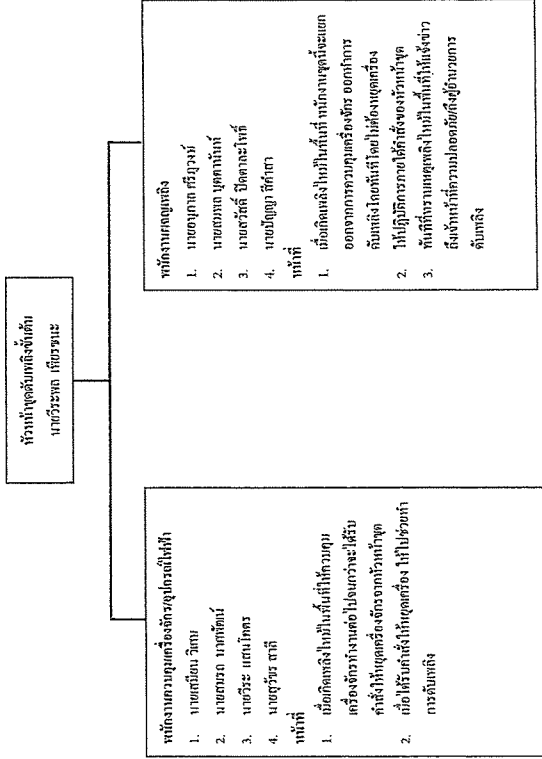 หัวหน้าชุดดับเพลิงขั้นต้น
นายวีระพล เพียรชนะ
พนักงานควบคุมเครื่องจักร/อุปกรณ์ไฟฟ้า
1. นายเสมียน วิเศษ
2. นายสมรถ นาศพัฒน์
3. นายวีระ แสนโคตร
4. นายสุวัชร สาลี
หน้าที่
1. เมื่อเกิดเพลิงไหม้ในพื้นที่ให้ควบคุม
เครื่องจักรทำงานต่อไปจนกว่าจะได้รับ
คำสั่งให้หยุดเครื่องจักรจากหัวหน้าชุด
2. เมื่อได้รับคำสั่งให้หยุดเครื่อง ให้ไปช่วยทำ
การดับเพลิง
พนักงานผจญเพลิง
1. นายอนุภาต ศรีภูวงษ์
2. นายสมพล บุตตานันท์
3. นายสวัสดิ์ ปัดตาละโพธิ์
4. นายปัญญา สีคำสา
หน้าที่
1. เมื่อเกิดเพลิงไหม้ในพื้นที่ พนักงานชุดนี้จะแยก
ออกจากการควบคุมเครื่องจักร ออกทำการ
ดับเพลิงโดยทันทีโดยไม่ต้องหยุดเครื่อง
2. ให้ปฏิบัติการภายใต้คำสั่งของหัวหน้าชุด
3. ทันทีที่ทราบเหตุเพลิงไหม้ในพื้นที่ให้แจ้งข่าว
ถึงเจ้าหน้าที่ความปลอดภัย/ถึงผู้อำนวยการ
ดับเพลิง